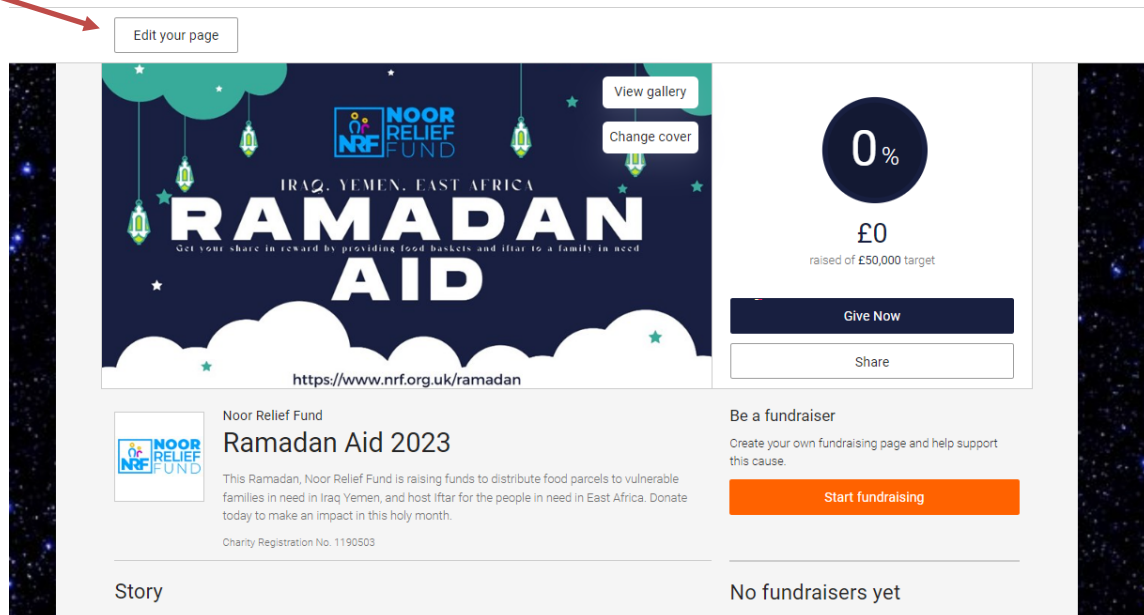 Edit your page
View gallery
Change cover
NRF
NOOR
RELIEF
FUND
IRAQ. YEMEN. EAST AFRICA
RAMADAN
Get your share in reward by providing food baskets and iftar to a family in need
AID
https://www.nrf.org.uk/ramadan
0 %
£0
raised of £50,000 target
Give Now
Share
NRF
NOOR
RELIEF
FUND
Noor Relief Fund
Ramadan Aid 2023
This Ramadan, Noor Relief Fund is raising funds to distribute food parcels to vulnerable
families in need in Iraq Yemen, and host Iftar for the people in need in East Africa. Donate
today to make an impact in this holy month.
Charity Registration No. 1190503
Be a fundraiser
Create your own fundraising page and help support
this cause.
Start fundraising
Story
No fundraisers yet